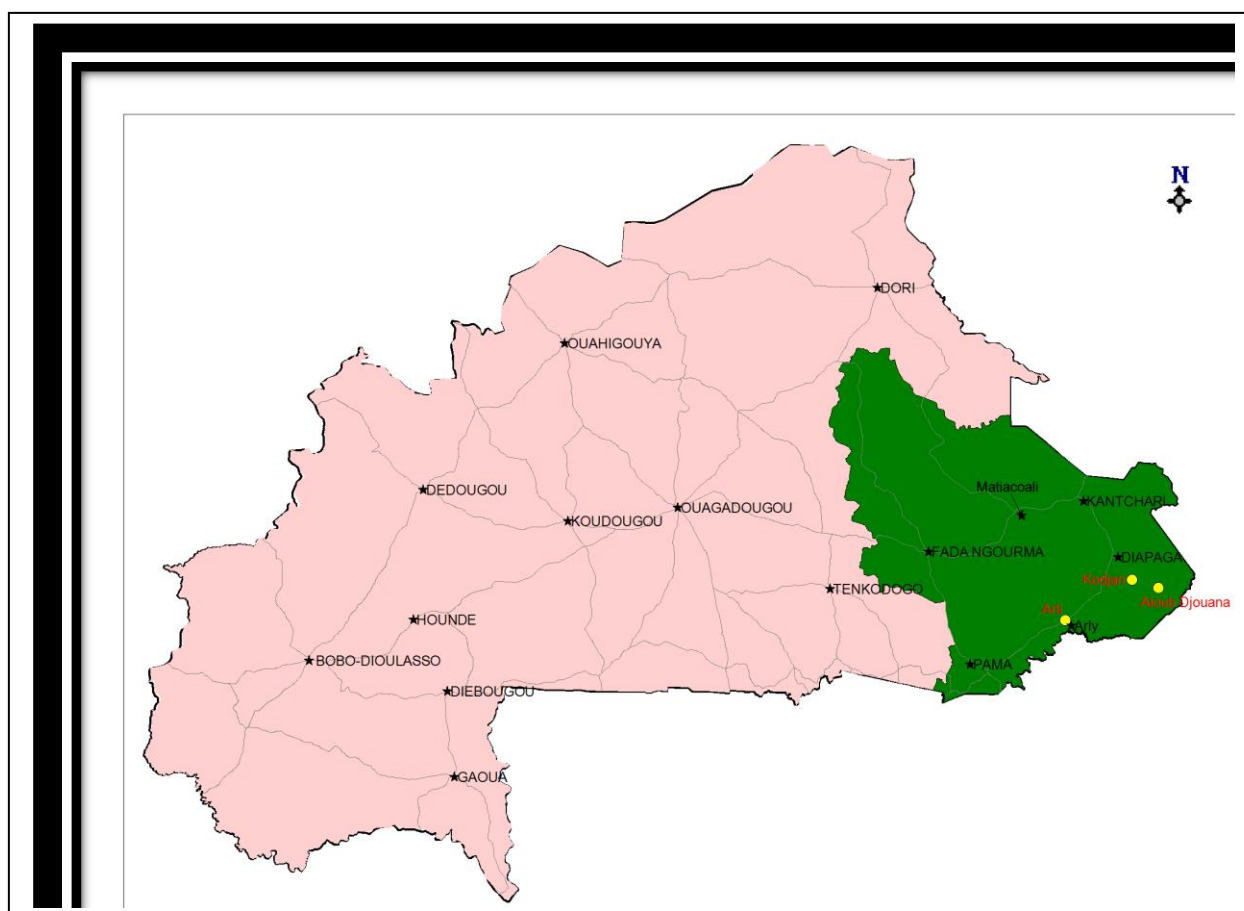 N
DORI
OUAHIGOUYA
Matiacoali
DEDOUGOU
KANTCHARI
OUAGADOUGOU
KOUDOUGOU
FADA NGOURMA
DIAPAGA
Kodjari
TENKODOGO
Alouh Djouana
Arli
HOUNDE
Arly
BOBO-DIOULASSO
PAMA
DIEBOUGOU
GAOUA